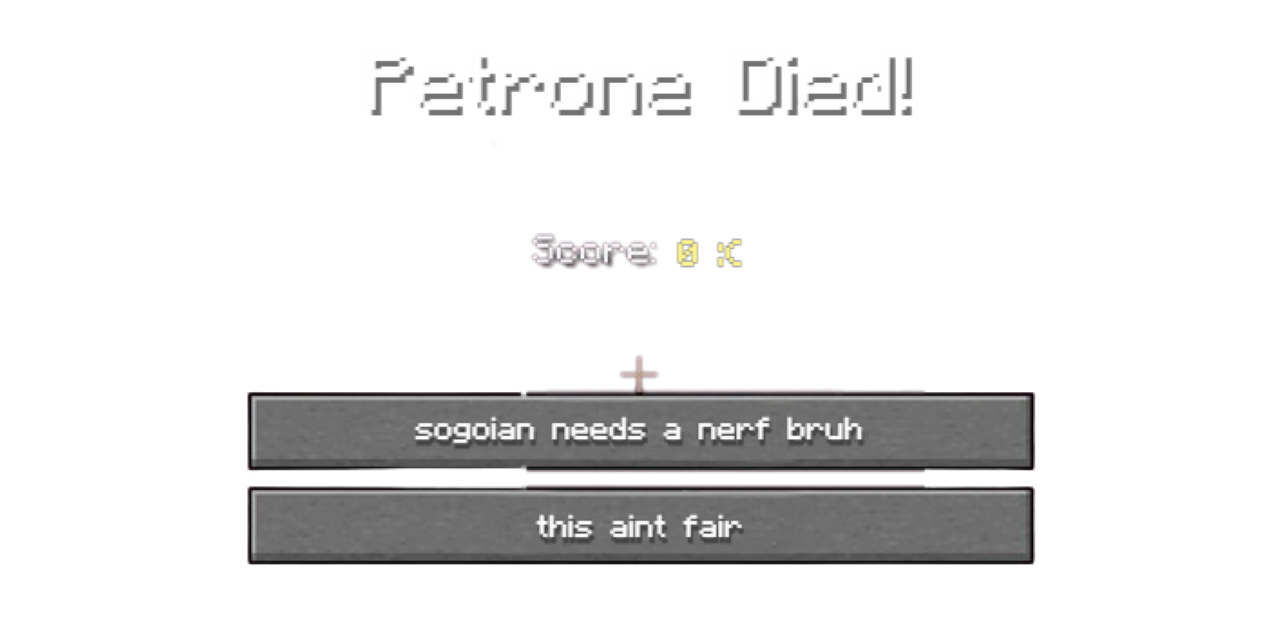 Petrone Died!
Score: 0 :C
sogoian needs a nerf bruh
this aint fair